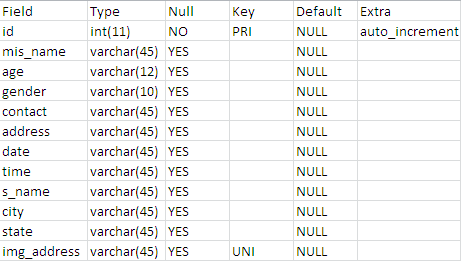 Field Type Null Key Default Extra
id int(11) NO PRI NULL auto_increment
mis_name varchar(45) YES NULL
age varchar(12) YES NULL
gender varchar(10) YES NULL
contact varchar(45) YES NULL
address varchar(45) YES NULL
date varchar(45) YES NULL
time varchar(45) YES NULL
s_name varchar(45) YES NULL
city varchar(45) YES NULL
state varchar(45) YES NULL
img_address varchar(45) YES UNI NULL